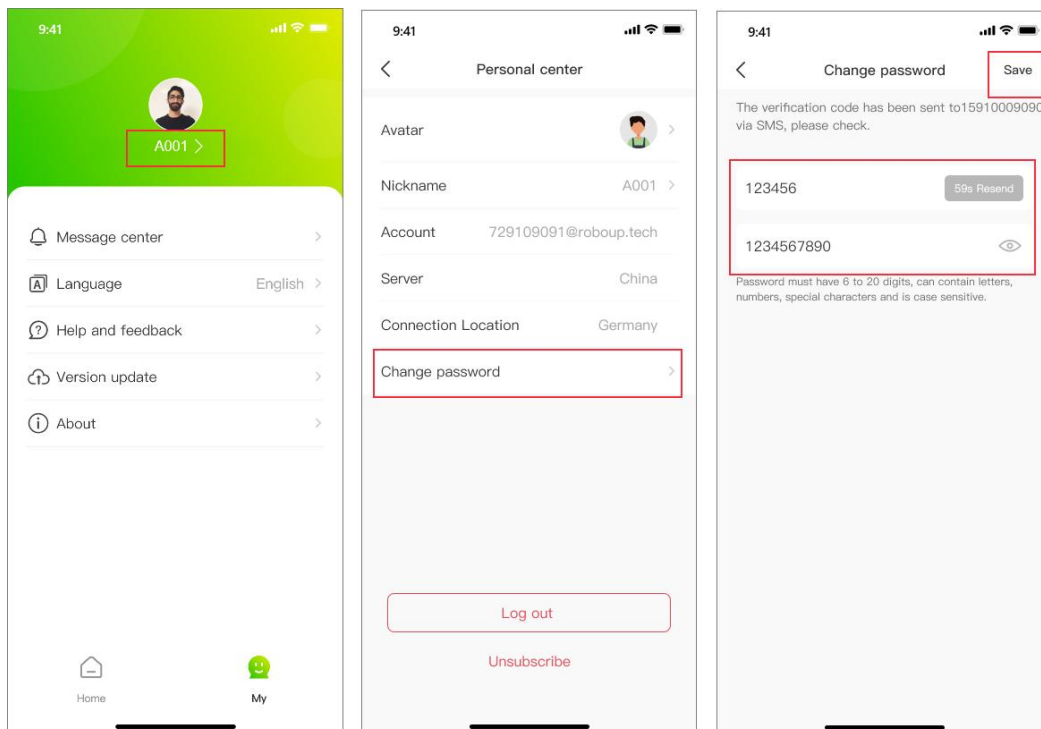 9:41
A001 >
Message center
Language English
Help and feedback
Version update
About
Home My
9:41
Personal center
Avatar
Nickname A001
Account 729109091@roboup.tech
Server China
Connection Location Germany
Change password
Log out
Unsubscribe
9:41
Change password Save
The verification code has been sent to15910009090
via SMS, please check.
123456 59s Resend
1234567890
Password must have 6 to 20 digits, can contain letters,
numbers, special characters and is case sensitive.